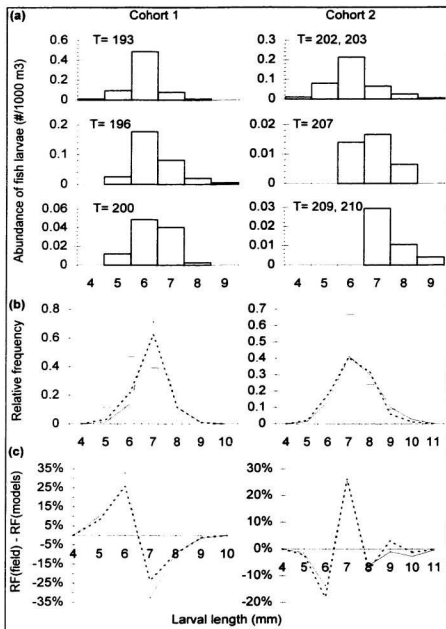 Cohort 1 Cohort 2
(a)
Abundance of fish larvae (#/1000 m3)
0.6
0.4
0.2
0
T= 193
0.3
0.2
0.1
0
T= 202, 203
0.2
0.1
0
T= 196
0.02
0.01
0.00
T= 207
0.06
0.04
0.02
0
T= 200
0.03
0.02
0.01
0
T= 209, 210
4 5 6 7 8 9
4 5 6 7 8 9
(b)
Relative frequency
0.8
0.6
0.4
0.2
0
4 5 6 7 8 9 10
0.7
0.6
0.5
0.4
0.3
0.2
0.1
0
4 5 6 7 8 9 10
(c)
RF(field) - RF(models)
35%
25%
15%
5%
-5%
-15%
-25%
-35%
4 5 6 7 8 9 10
30%
20%
10%
0%
-10%
-20%
4 5 6 7 8 9 10
Larval length (mm)